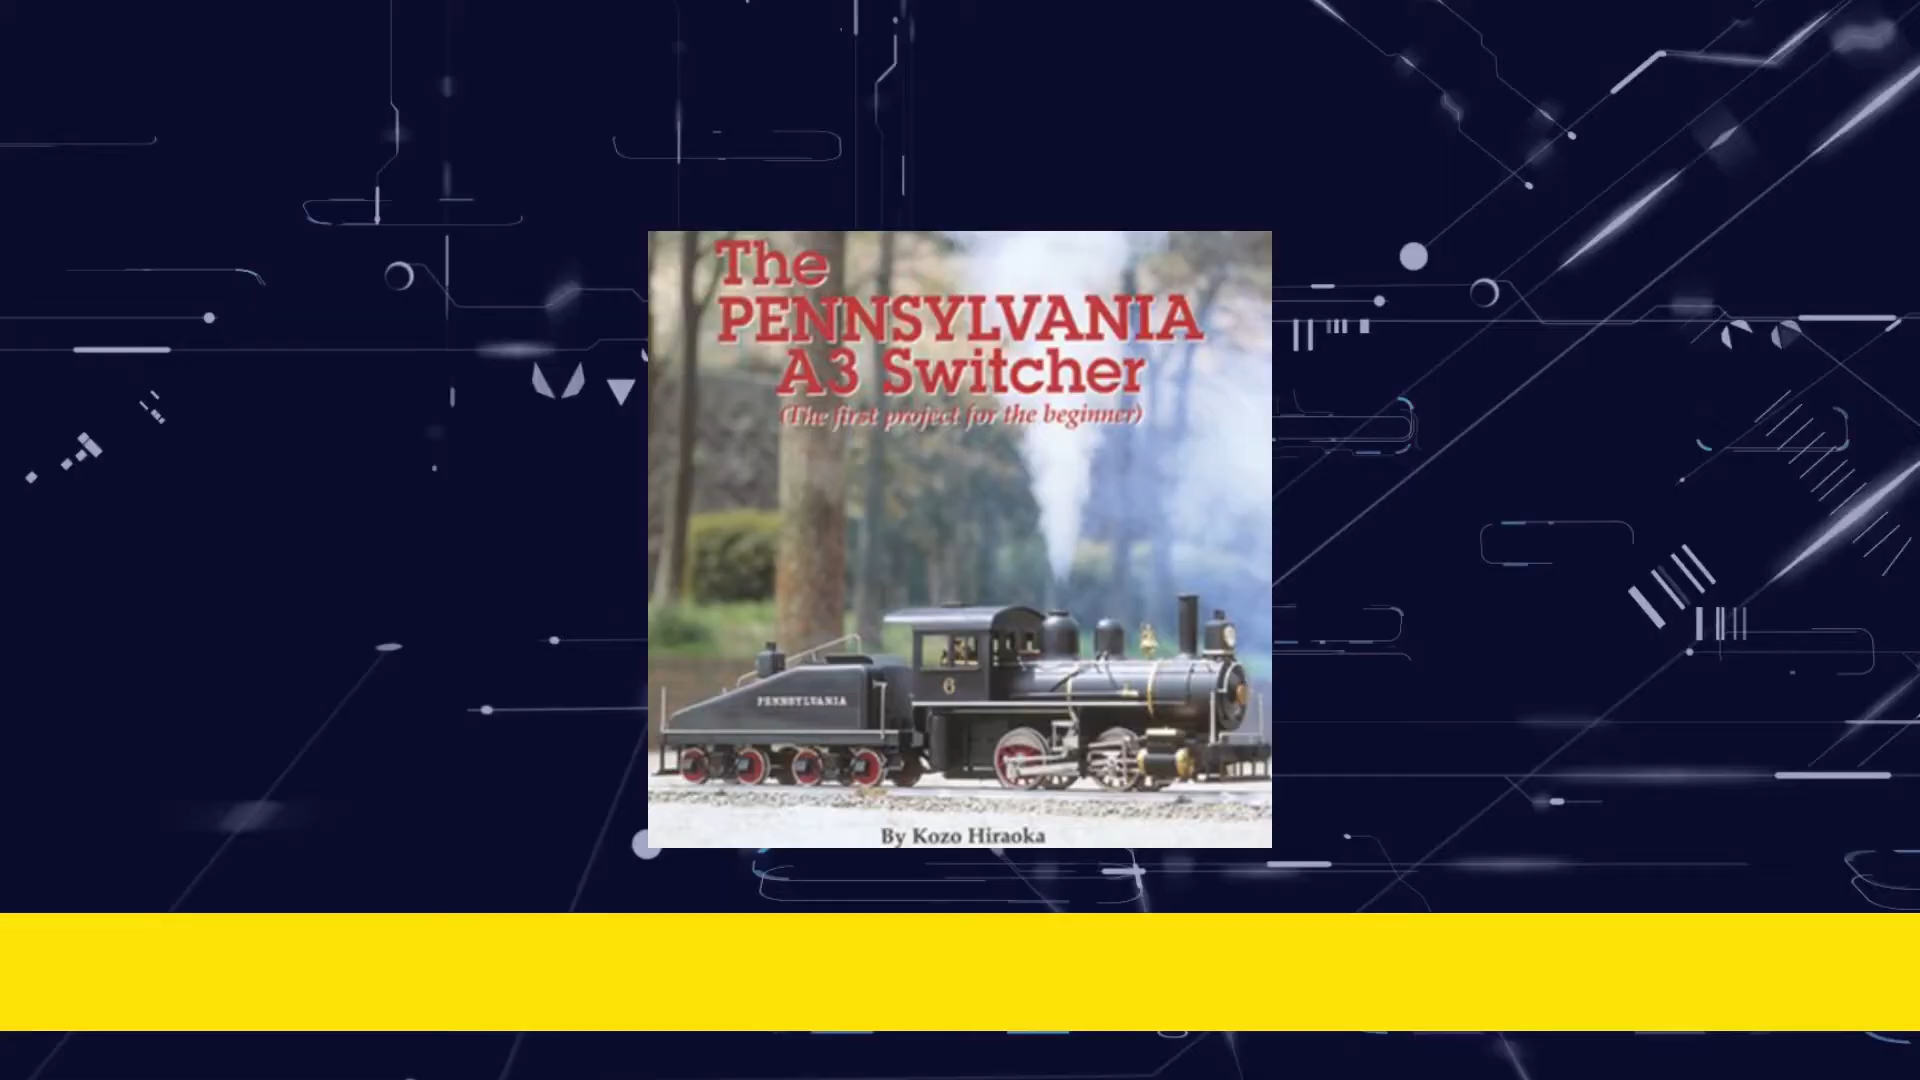 The
PENNSYLVANIA
A3 Switcher
(The first project for the beginner)
6
PENNSYLVANIA
By Kozo Hiraoka